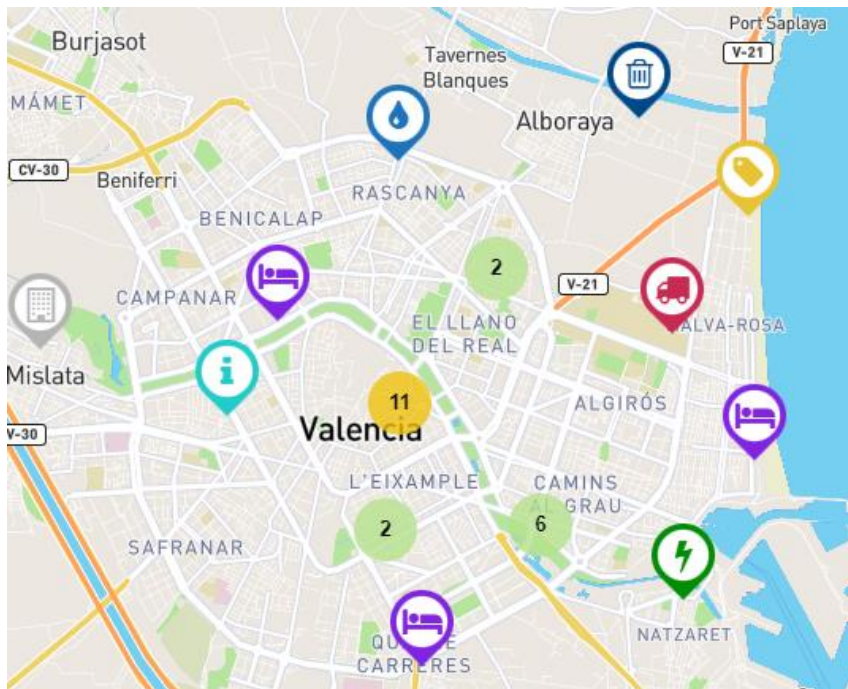 Port Saplaya
Burjasot
V-21
Tavernes
Blanques
MÁMET
Alboraya
CV-30
Beniferri
RASCANYA
BENICALAP
2
V-21
CAMPANAR
EL LLANO
DEL REAL
ALVA-ROSA
Mislata
i
11
ALGIRÓS
Valencia
V-30
L'EIXAMPLE
CAMINS
AL GRAU
2
6
SAFRANAR
NATZARET
CARRERES